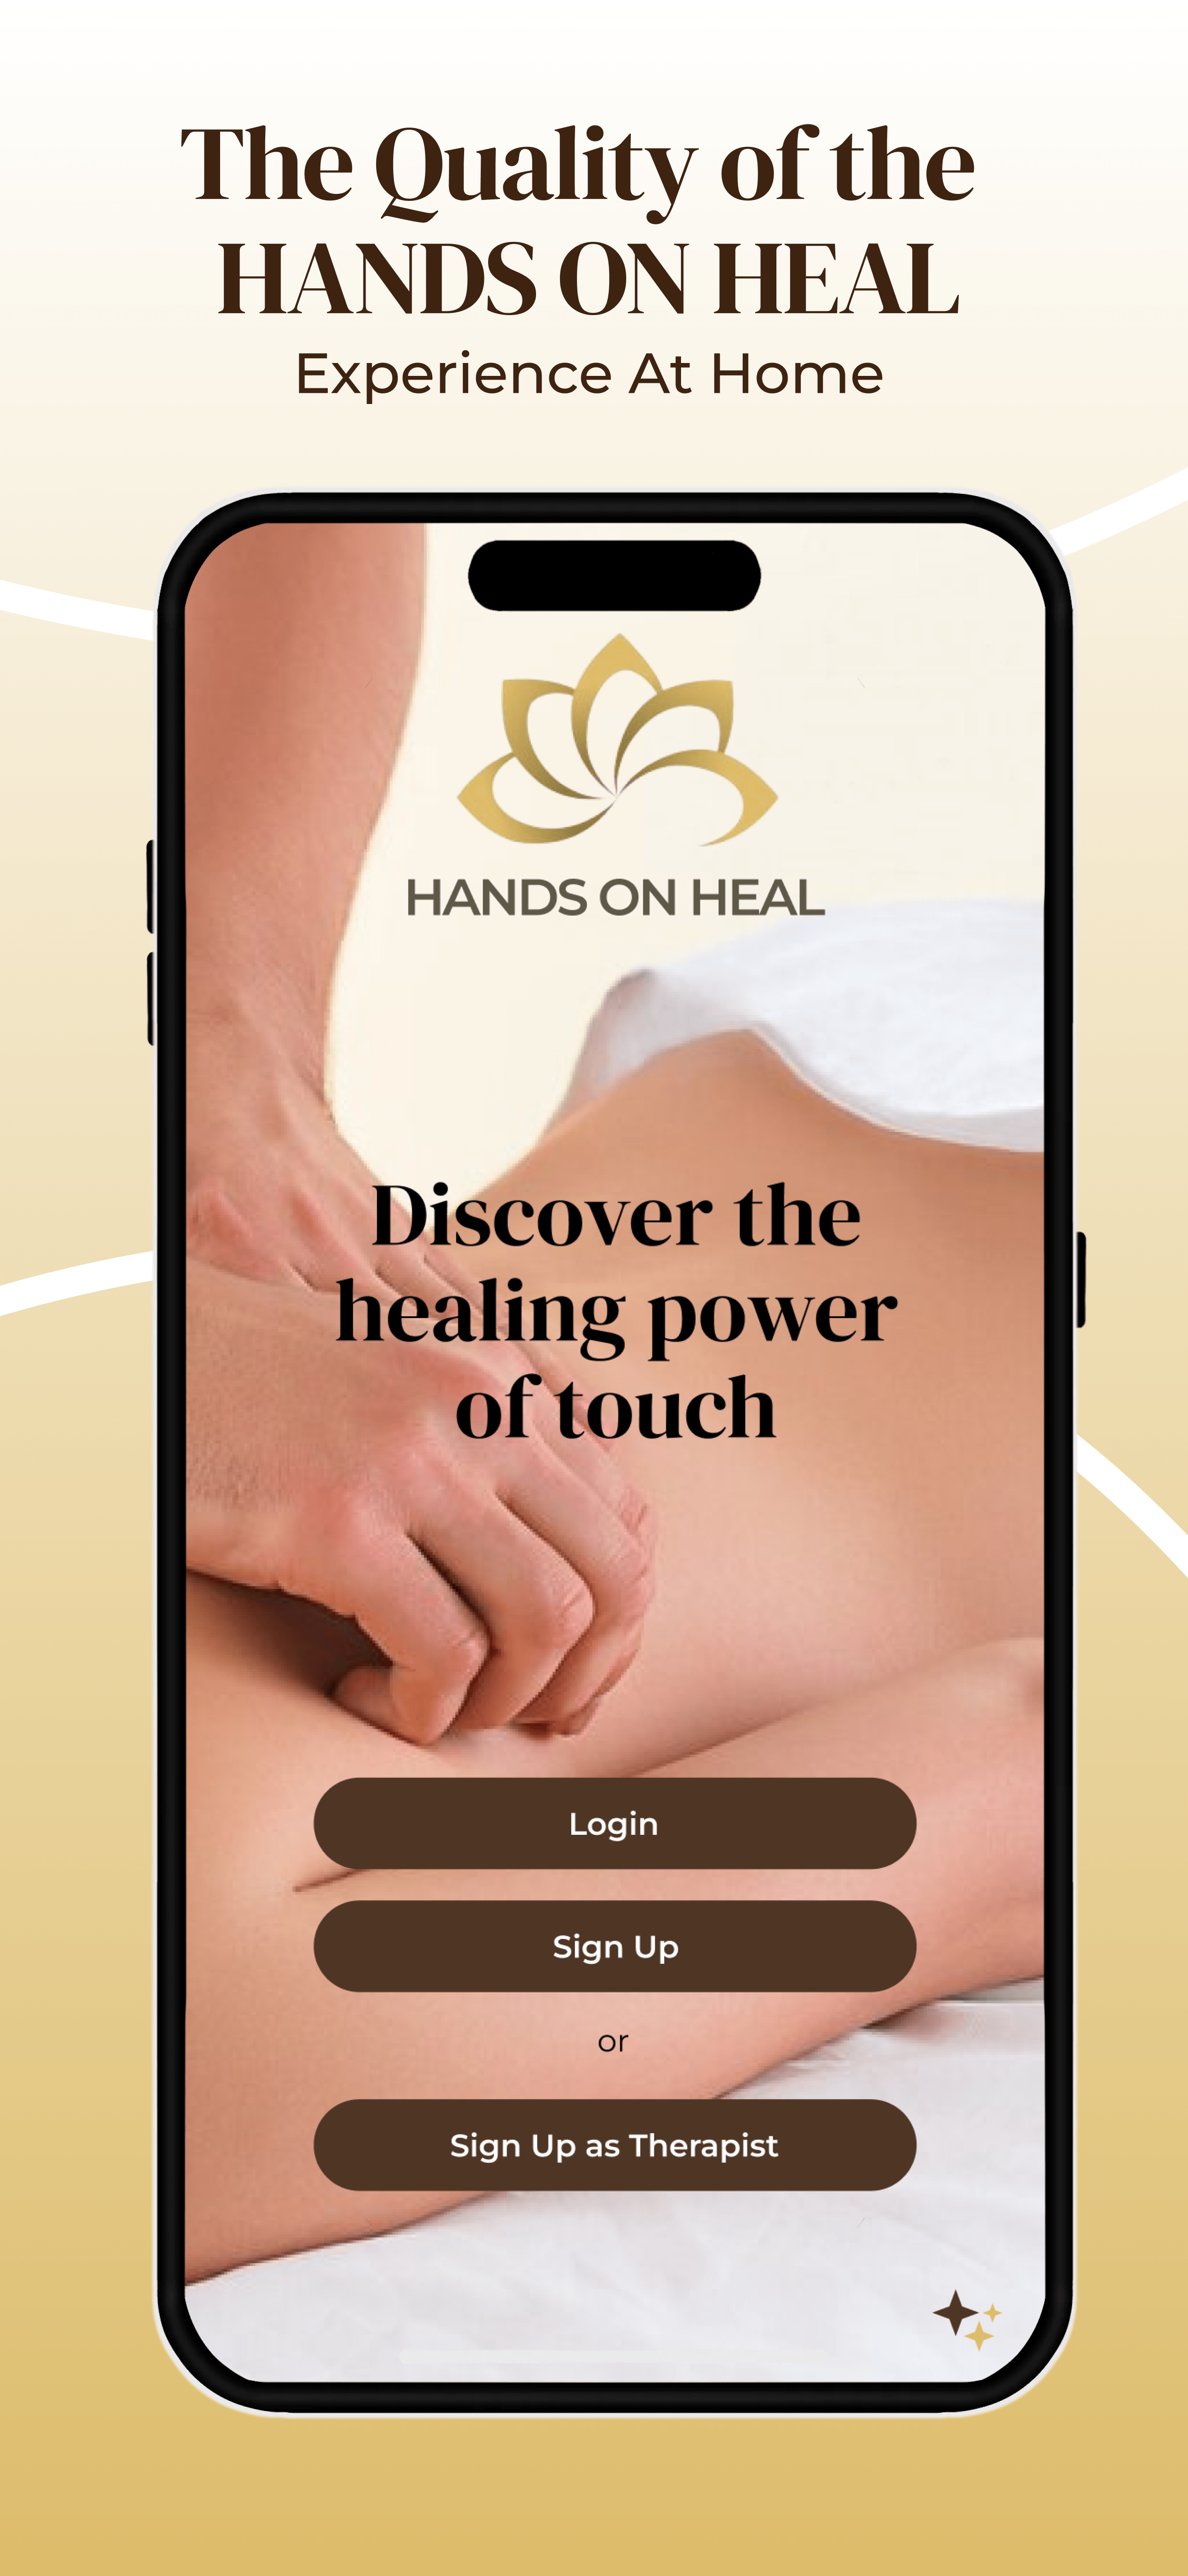 The Quality of the
HANDS ON HEAL
Experience At Home
HANDS ON HEAL
Discover the
healing power
of touch
Login
Sign Up
or
Sign Up as Therapist